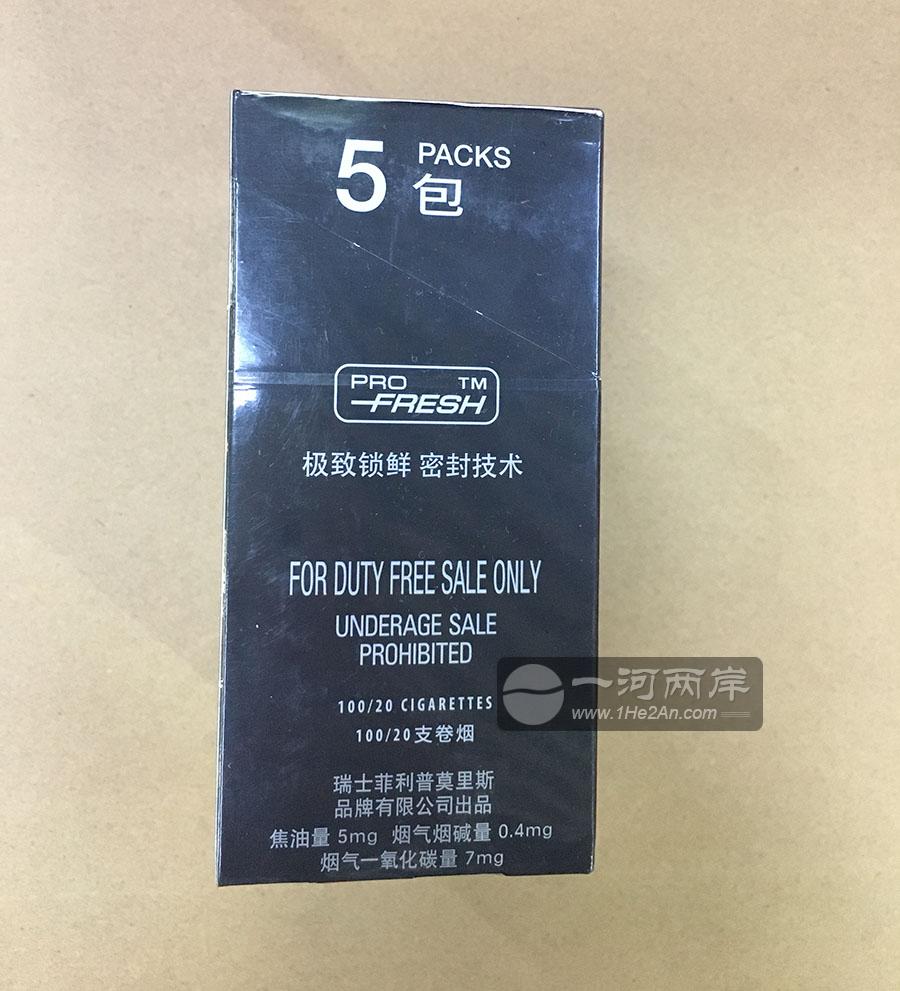 5 PACKS
包
PRO TM
FRESH
极致锁鲜 密封技术
FOR DUTY FREE SALE ONLY
UNDERAGE SALE
PROHIBITED
一河两岸
www.1He2An.com
100/20 CIGARETTES
100/20支卷烟
瑞士菲利普莫里斯
品牌有限公司出品
焦油量 5mg 烟气烟碱量 0.4mg
烟气一氧化碳量 7mg